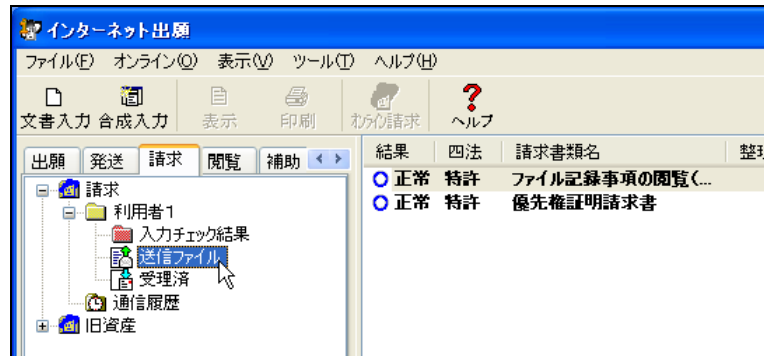 インターネット出願
ファイル(F) オンライン(O) 表示(V) ツール(T) ヘルプ(H)
文書入力 合成入力 表示 印刷 オンライン請求 ヘルプ
出願 発送 請求 閲覧 補助
結果 四法 請求書類名 整理
正常 特許 ファイル記録事項の閲覧(...
正常 特許 優先権証明請求書
請求
利用者1
入力チェック結果
送信ファイル
受理済
通信履歴
旧資産